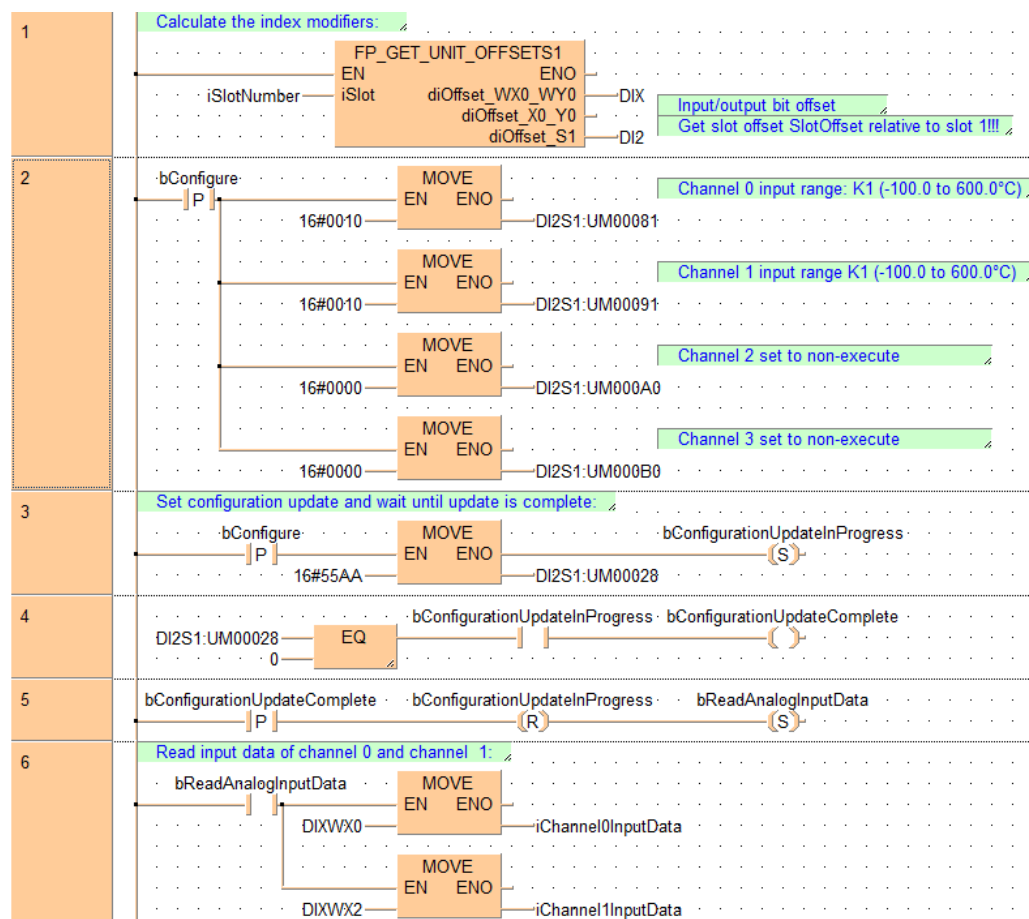 1
Calculate the index modifiers:
FP_GET_UNIT_OFFSETS1
EN ENO
iSlotNumber iSlot diOffset_WX0_WY0 DIX
Input/output bit offset
diOffset_X0_Y0
Get slot offset SlotOffset relative to slot 1!!!
diOffset_S1 DI2
2
bConfigure MOVE
Channel 0 input range: K1 (-100.0 to 600.0°C)
P EN ENO
16#0010 DI2S1:UM00081
MOVE
Channel 1 input range K1 (-100.0 to 600.0°C)
EN ENO
16#0010 DI2S1:UM00091
MOVE
Channel 2 set to non-execute
EN ENO
16#0000 DI2S1:UM000A0
MOVE
Channel 3 set to non-execute
EN ENO
16#0000 DI2S1:UM000B0
3
Set configuration update and wait until update is complete:
bConfigure MOVE bConfigurationUpdateInProgress
P EN ENO S
16#55AA DI2S1:UM00028
4
bConfigurationUpdateInProgress bConfigurationUpdateComplete
DI2S1:UM00028 EQ
0
5
bConfigurationUpdateComplete bConfigurationUpdateInProgress bReadAnalogInputData
P R S
6
Read input data of channel 0 and channel 1:
bReadAnalogInputData MOVE
EN ENO
DIXWX0 iChannel0InputData
MOVE
EN ENO
DIXWX2 iChannel1InputData